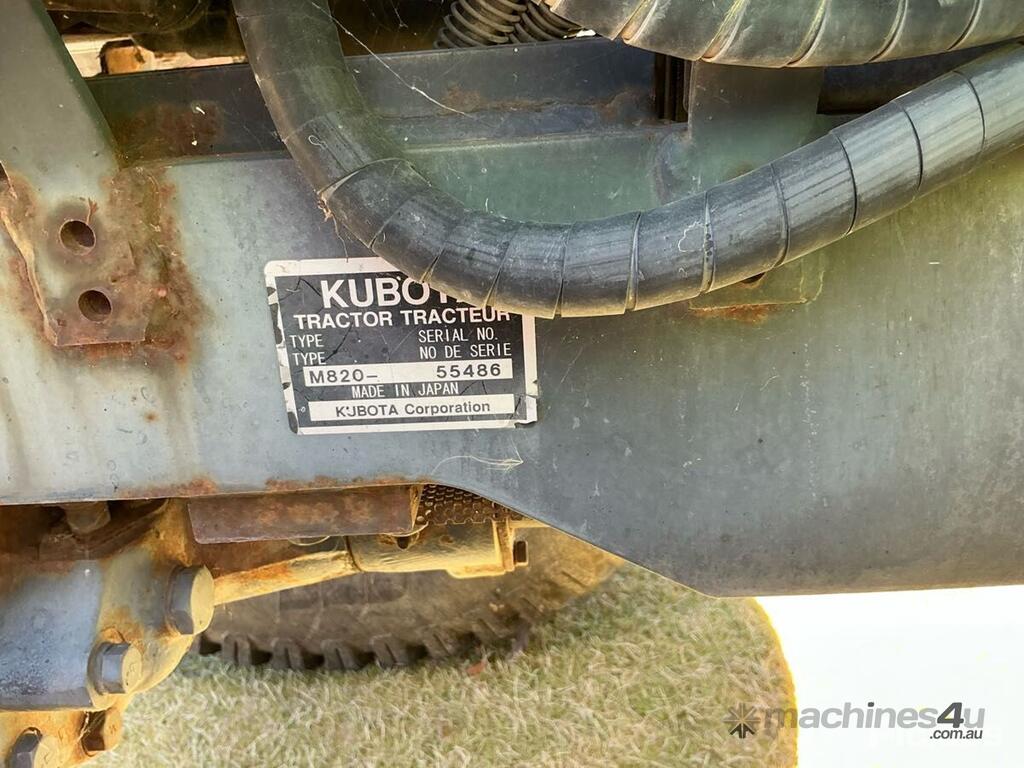 KUBOTA
TRACTOR TRACTEUR
TYPE SERIAL NO.
TYPE NO DE SERIE
M820- 55486
MADE IN JAPAN
KUBOTA Corporation
machines4u
.com.au